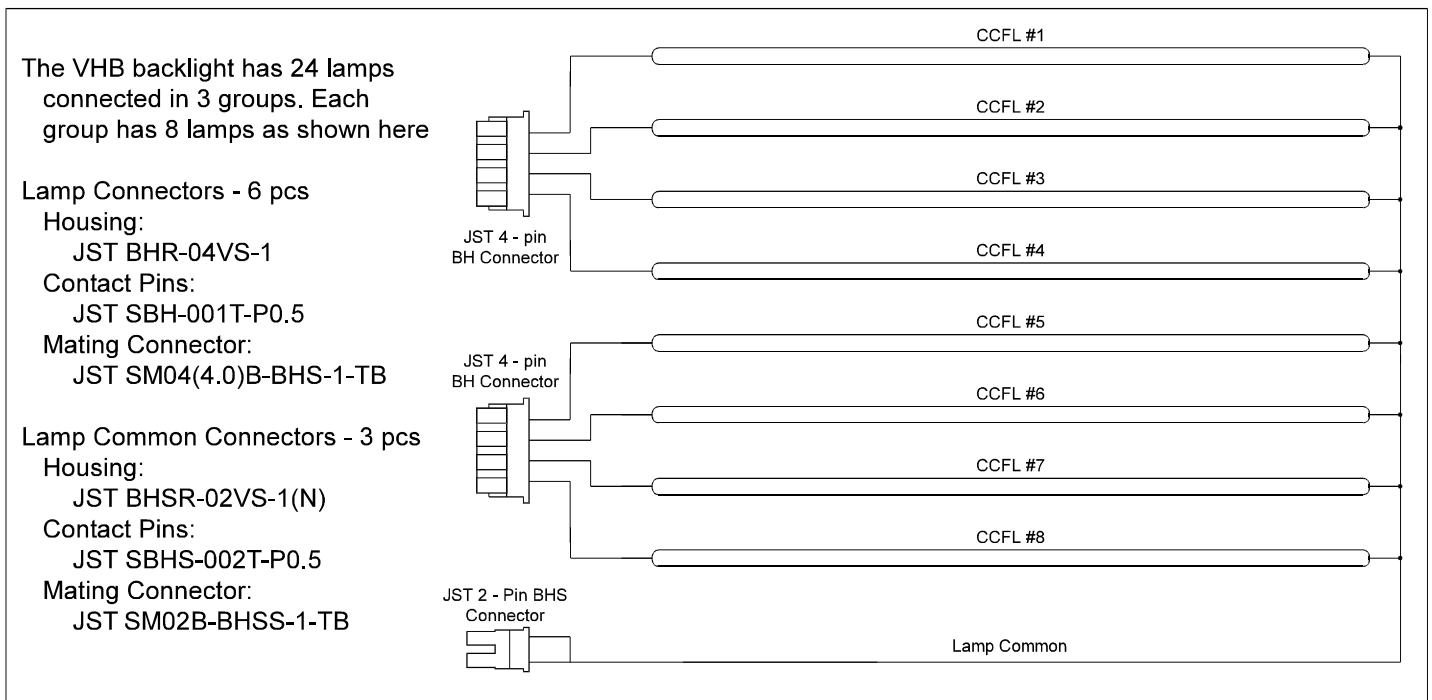 The VHB backlight has 24 lamps
connected in 3 groups. Each
group has 8 lamps as shown here
Lamp Connectors - 6 pcs
Housing:
JST BHR-04VS-1
Contact Pins:
JST SBH-001T-P0.5
Mating Connector:
JST SM04(4.0)B-BHS-1-TB
Lamp Common Connectors - 3 pcs
Housing:
JST BHSR-02VS-1(N)
Contact Pins:
JST SBHS-002T-P0.5
Mating Connector:
JST SM02B-BHSS-1-TB
CCFL #1
CCFL #2
CCFL #3
JST 4 - pin
BH Connector
CCFL #4
CCFL #5
JST 4 - pin
BH Connector
CCFL #6
CCFL #7
CCFL #8
JST 2 - Pin BHS
Connector
Lamp Common